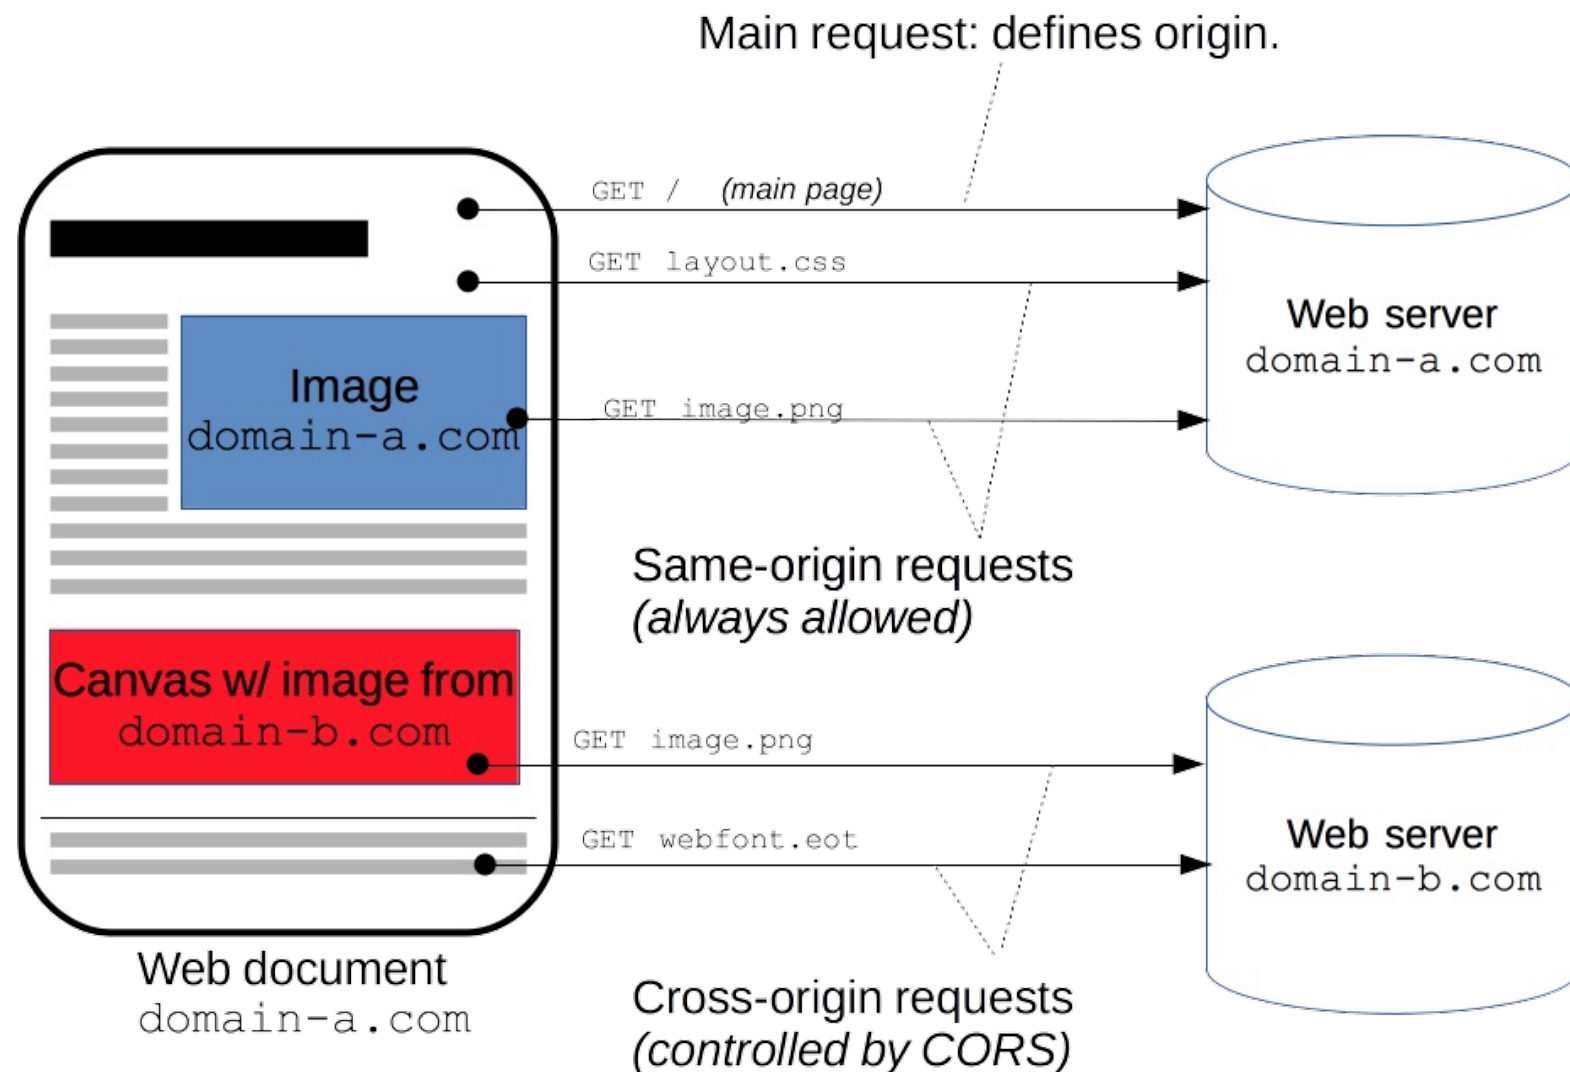 Main request: defines origin.
GET / (main page)
GET layout.css
Image
domain-a.com
GET image.png
Web server
domain-a.com
Same-origin requests
(always allowed)
Canvas w/ image from
domain-b.com
GET image.png
GET webfont.eot
Web server
domain-b.com
Web document
domain-a.com
Cross-origin requests
(controlled by CORS)